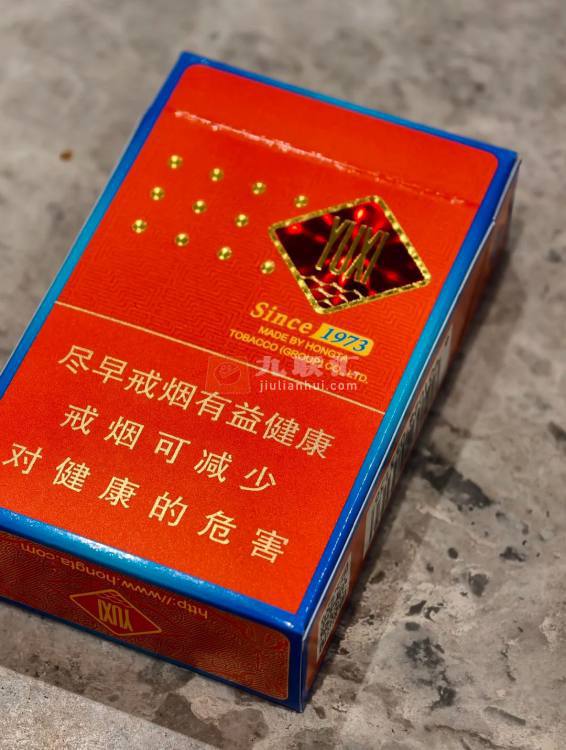 YUXI
Since 1973
MADE BY HONGTA
TOBACCO (GROUP) CO., LTD.
九联汇
jiulianhui.com
尽早戒烟有益健康
戒烟可减少
对健康的危害
http://www.hongta.com
YUXI